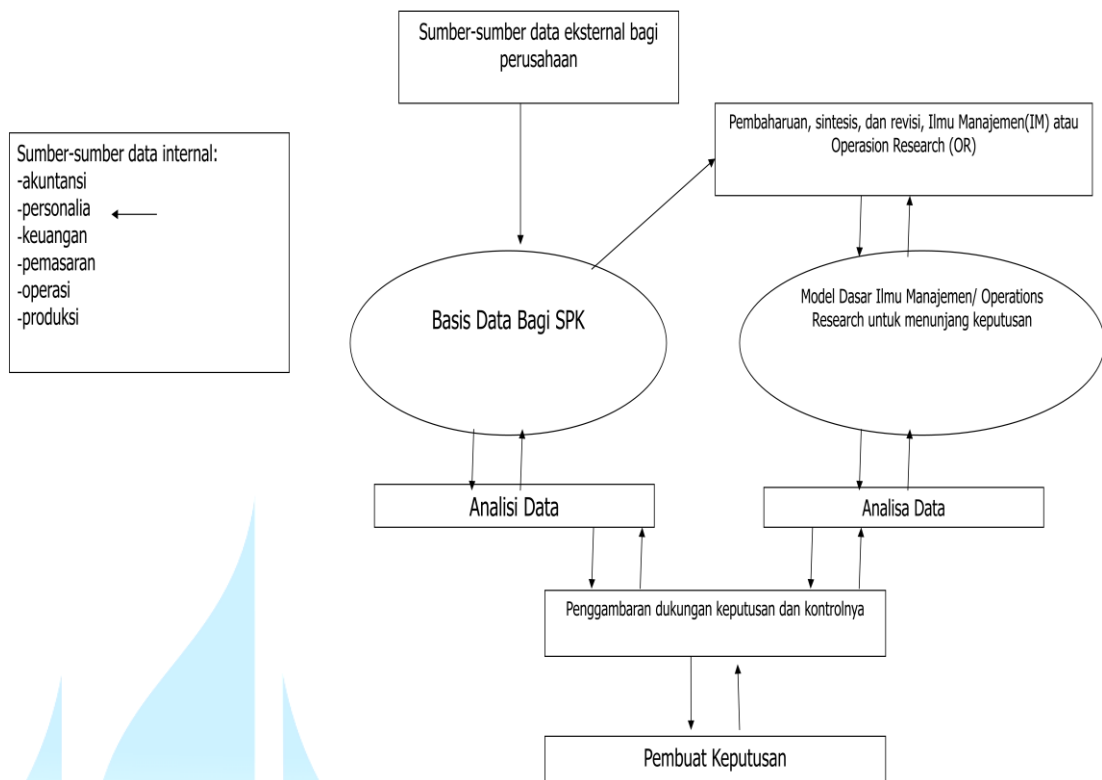 Sumber-sumber data eksternal bagi
perusahaan
Pembaharuan, sintesis, dan revisi, Ilmu Manajemen(IM) atau
Operasion Research (OR)
Sumber-sumber data internal:
-akuntansi
-personalia
-keuangan
-pemasaran
-operasi
-produksi
Basis Data Bagi SPK
Model Dasar Ilmu Manajemen/ Operations
Research untuk menunjang keputusan
Analisi Data
Analisa Data
Penggambaran dukungan keputusan dan kontrolnya
Pembuat Keputusan